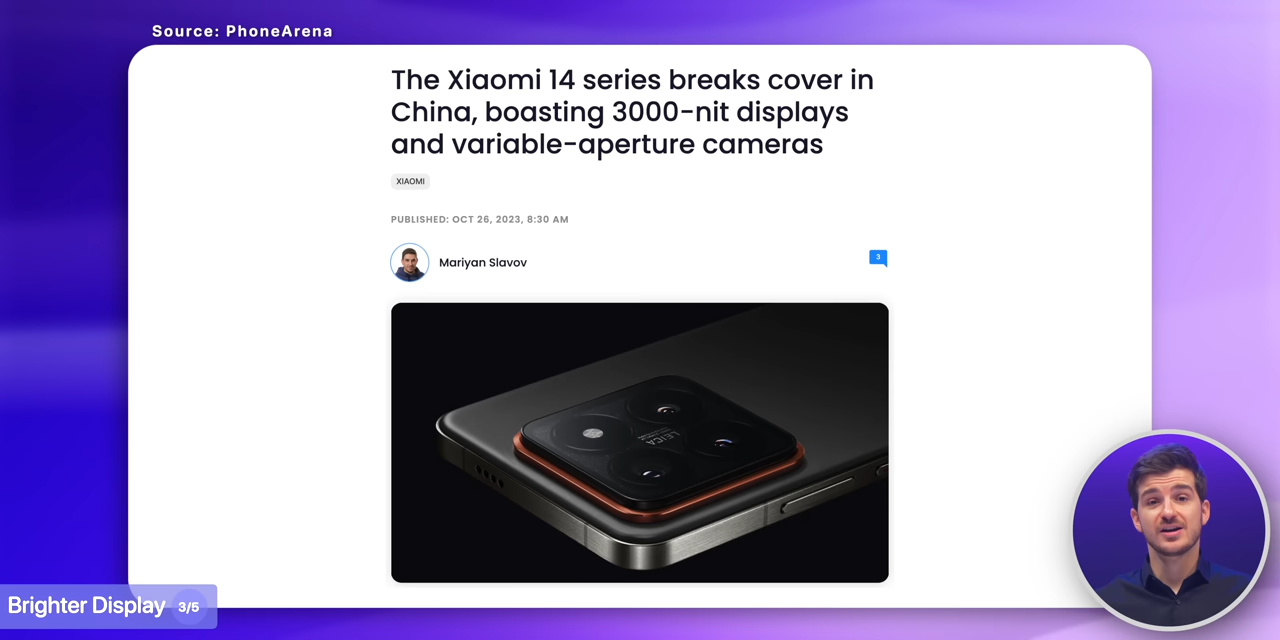 Source: PhoneArena
The Xiaomi 14 series breaks cover in
China, boasting 3000-nit displays
and variable-aperture cameras
XIAOMI
PUBLISHED: OCT 26, 2023, 8:30 AM
Mariyan Slavov
3
LEICA
Brighter Display 3/5